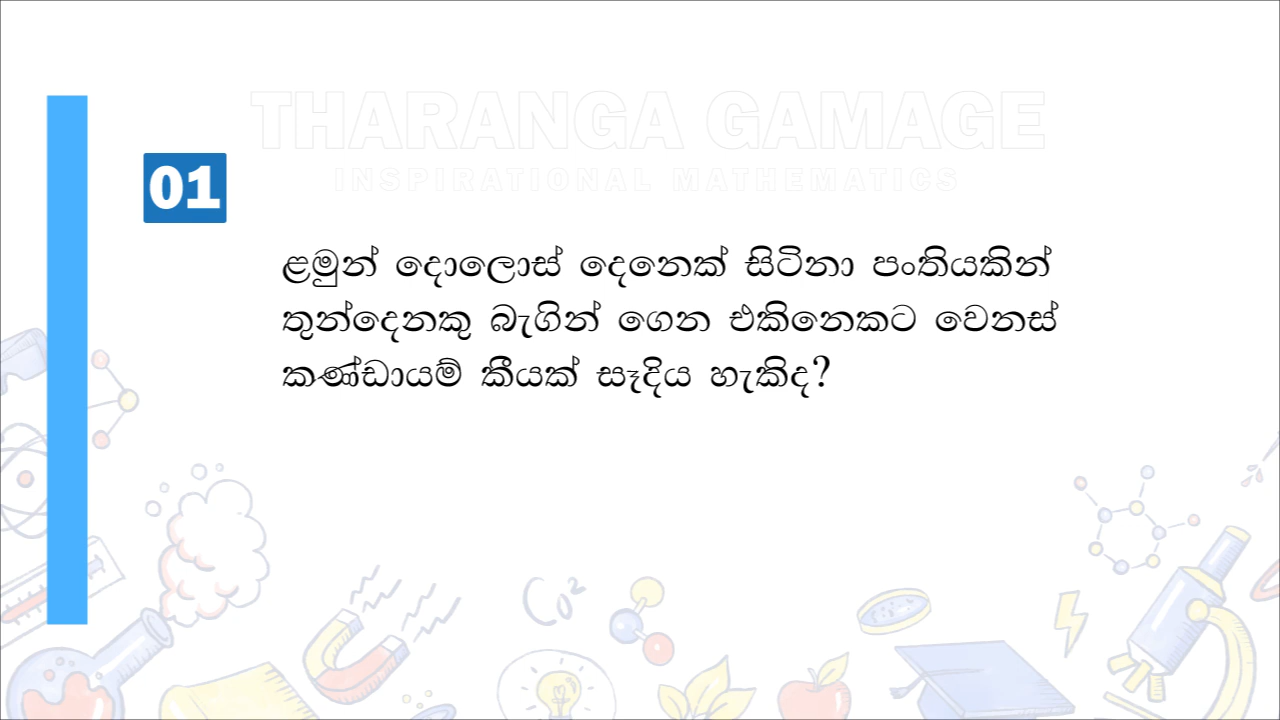 THARANGA GAMAGE
INSPIRATIONAL MATHEMATICS
01
ළමුන් දොලොස් දෙනෙක් සිටිනා පංතියකින්
තුන්දෙනකු බැගින් ගෙන එකිනෙකට වෙනස්
කණ්ඩායම් කීයක් සෑදිය හැකිද?